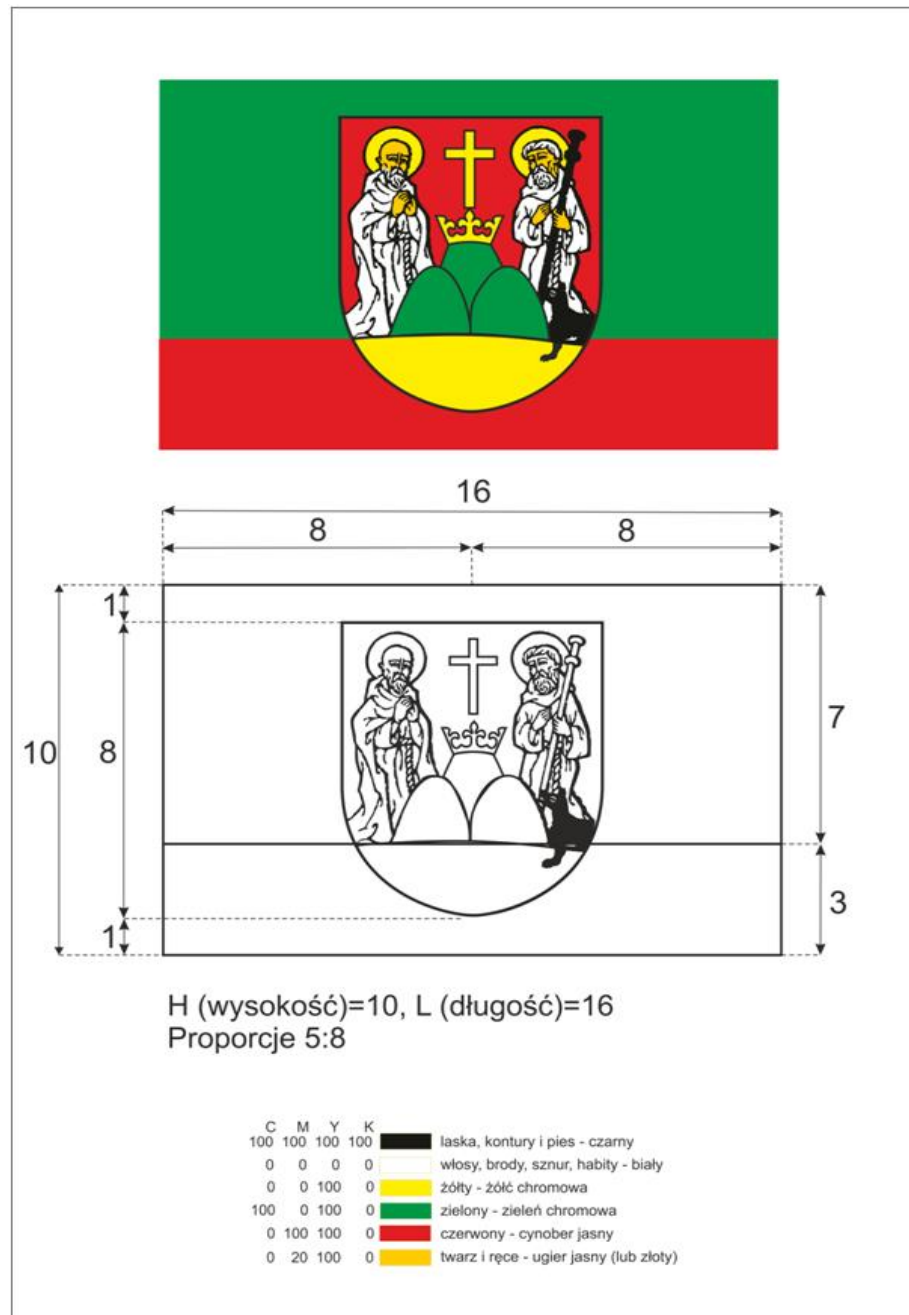 16
8 8
1
7
10 8
3
1
H (wysokość)=10, L (długość)=16
Proporcje 5:8
C M Y K
100 100 100 100 laska, kontury i pies - czarny
0 0 0 0 włosy, brody, sznur, habity - biały
0 0 100 0 żółty - żółć chromowa
100 0 100 0 zielony - zieleń chromowa
0 100 100 0 czerwony - cynober jasny
0 20 100 0 twarz i ręce - ugier jasny (lub złoty)